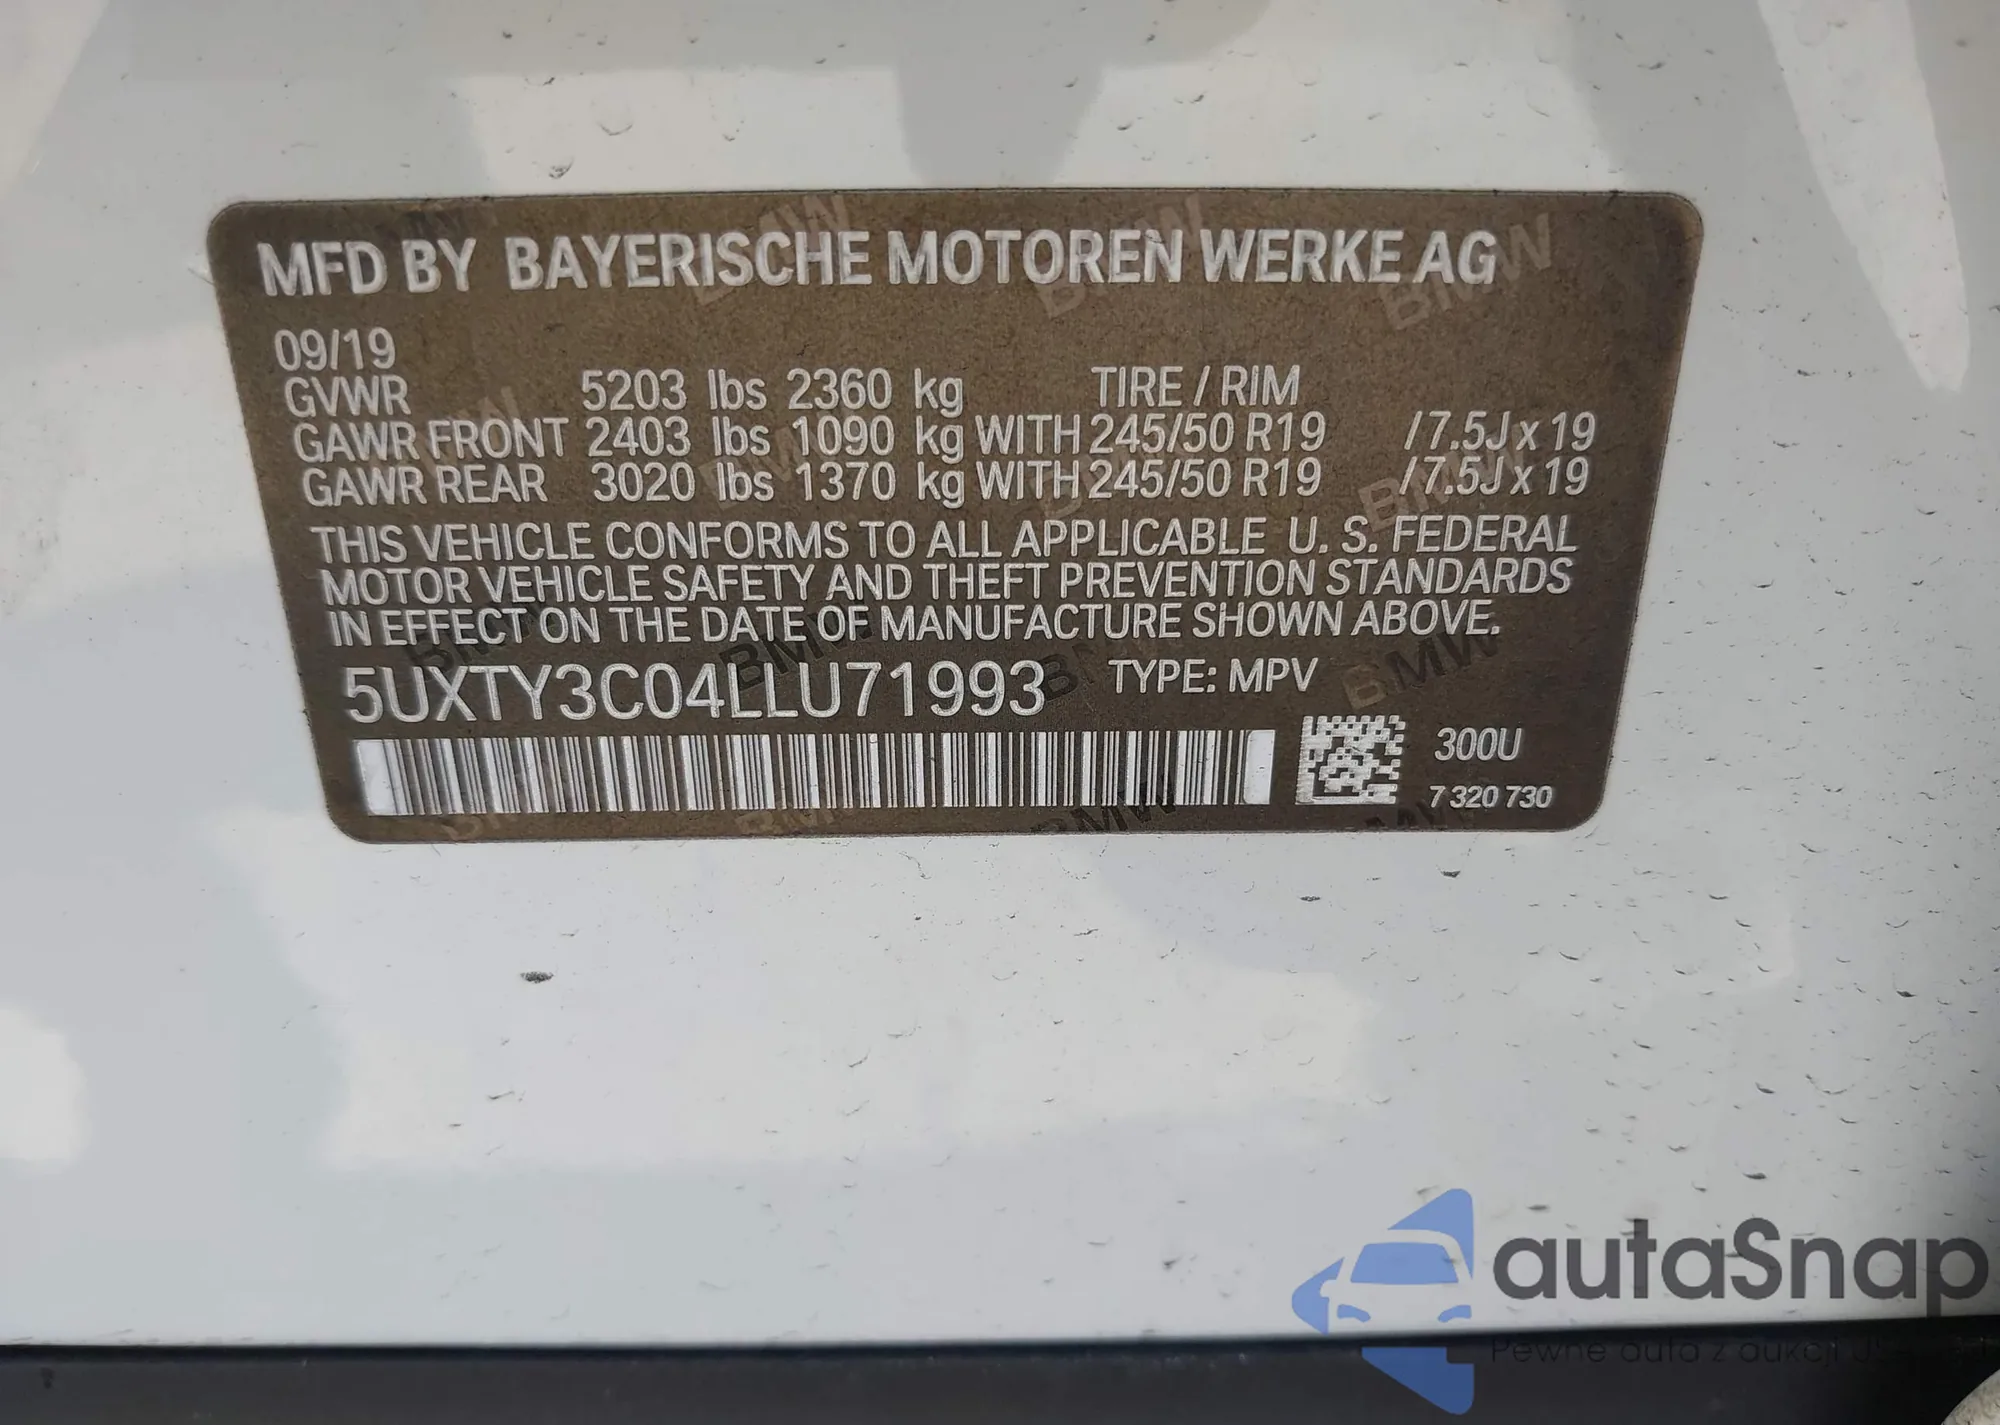 MFD BY BAYERISCHE MOTOREN WERKE AG
09/19
GVWR 5203 lbs 2360 kg TIRE / RIM
GAWR FRONT 2403 lbs 1090 kg WITH 245/50 R19 /7.5J x 19
GAWR REAR 3020 lbs 1370 kg WITH 245/50 R19 /7.5J x 19
THIS VEHICLE CONFORMS TO ALL APPLICABLE U. S. FEDERAL
MOTOR VEHICLE SAFETY AND THEFT PREVENTION STANDARDS
IN EFFECT ON THE DATE OF MANUFACTURE SHOWN ABOVE.
5UXTY3C04LLU71993 TYPE: MPV
300U
7 320 730
autaSnap
Pewne auta z aukcji